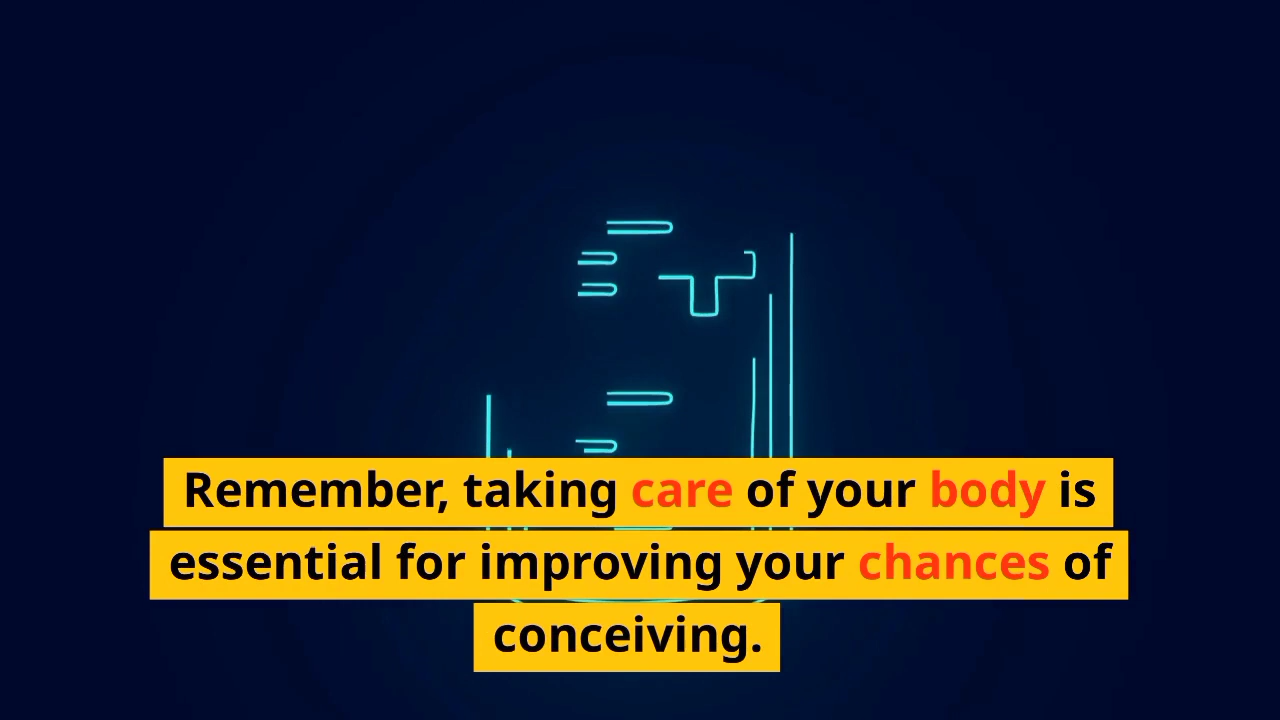 Remember, taking care of your body is
essential for improving your chances of
conceiving.